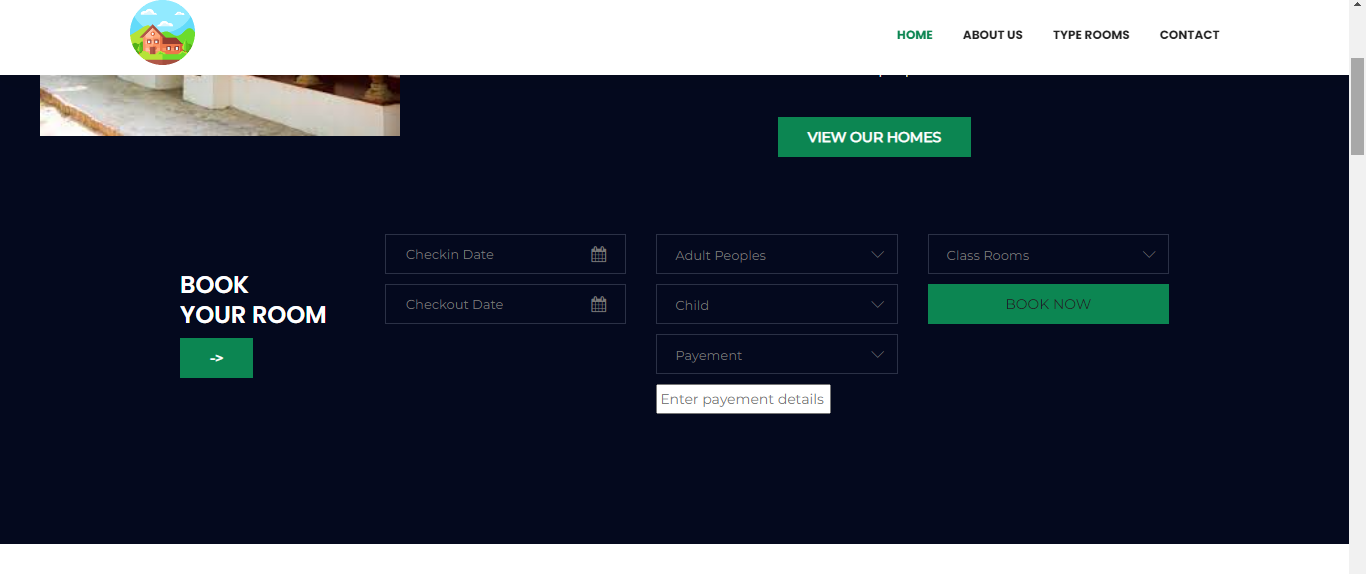 HOME
ABOUT US
TYPE ROOMS
CONTACT
VIEW OUR HOMES
BOOK
YOUR ROOM
->
Checkin Date
Checkout Date
Adult Peoples
Child
Payement
Enter payement details
Class Rooms
BOOK NOW